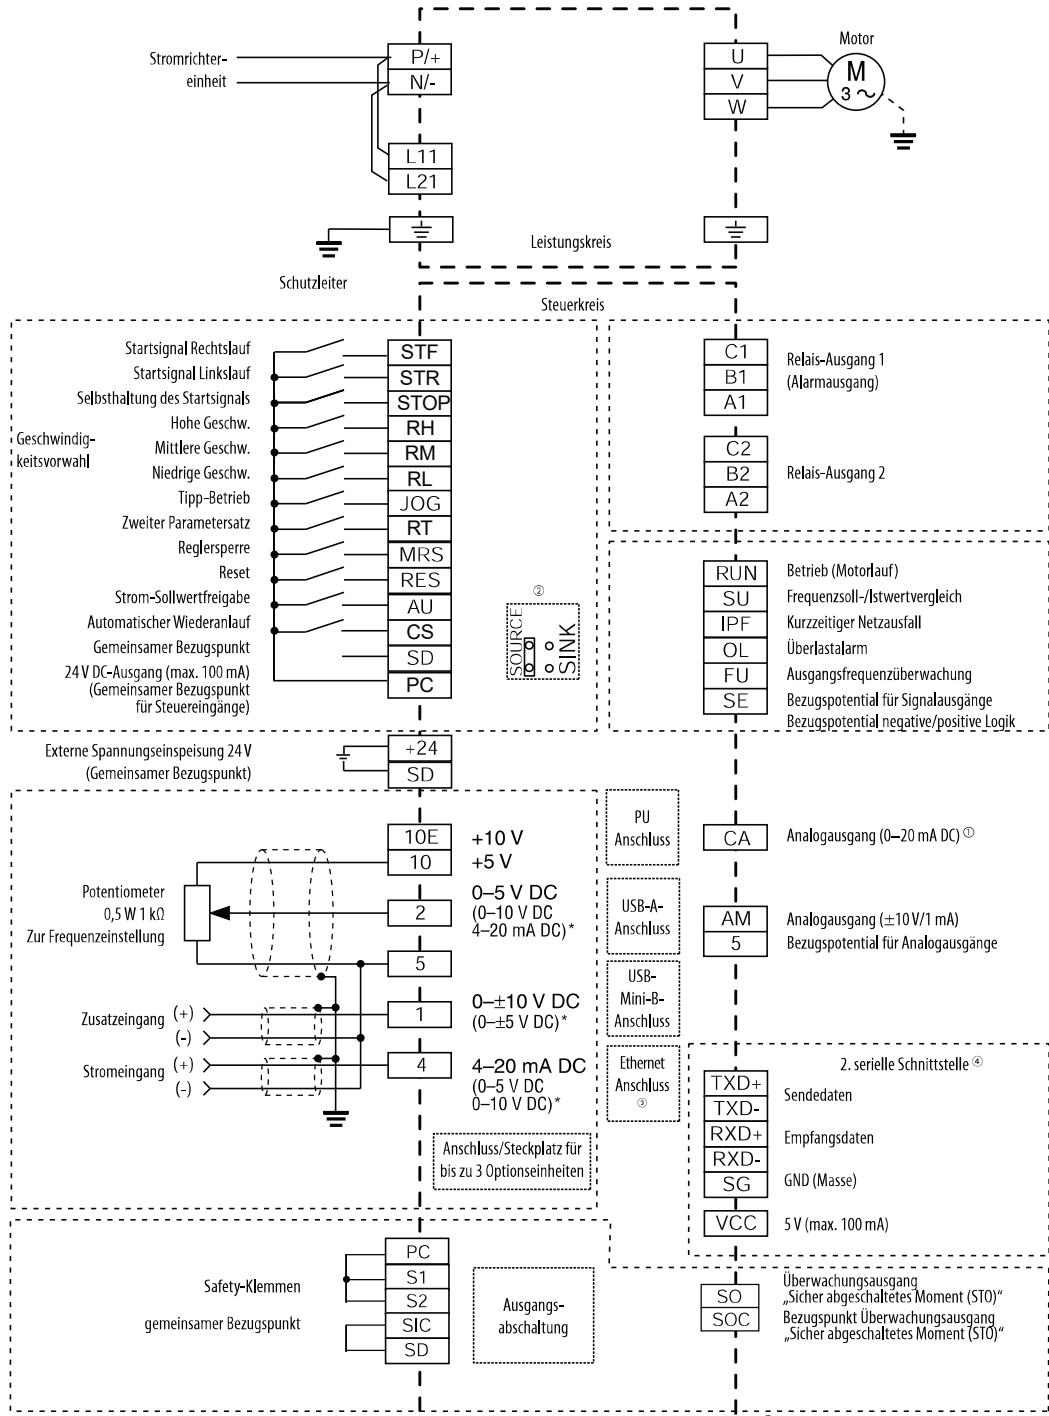 Stromrichter-
einheit
P/+
N/-
L11
L21
U
V
W
Motor
M
3 ~
Leistungskreis
Schutzleiter
Steuerkreis
Geschwindig-
keitsvorwahl
Startsignal Rechtslauf STF
Startsignal Linkslauf STR
Selbsthaltung des Startsignals STOP
Hohe Geschw. RH
Mittlere Geschw. RM
Niedrige Geschw. RL
Tipp-Betrieb JOG
Zweiter Parametersatz RT
Reglersperre MRS
Reset RES
Strom-Sollwertfreigabe AU
Automatischer Wiederanlauf CS
Gemeinsamer Bezugspunkt SD
24 V DC-Ausgang (max. 100 mA) PC
(Gemeinsamer Bezugspunkt
für Steuereingänge)
②
SOURCE
SINK
C1
B1
A1
Relais-Ausgang 1
(Alarmausgang)
C2
B2
A2
Relais-Ausgang 2
RUN Betrieb (Motorlauf)
SU Frequenzsoll-/Istwertvergleich
IPF Kurzzeitiger Netzausfall
OL Überlastalarm
FU Ausgangsfrequenzüberwachung
SE Bezugspotential für Signalausgänge
Bezugspotential negative/positive Logik
Externe Spannungseinspeisung 24 V +24
(Gemeinsamer Bezugspunkt) SD
10E +10 V
10 +5 V
Potentiometer
0,5 W 1 kΩ
Zur Frequenzeinstellung
2
0–5 V DC
(0–10 V DC
4–20 mA DC)*
5
Zusatzeingang
(+)
(-)
1
0–±10 V DC
(0–±5 V DC)*
Stromeingang
(+)
(-)
4
4–20 mA DC
(0–5 V DC
0–10 V DC)*
Anschluss/Steckplatz für
bis zu 3 Optionseinheiten
PU
Anschluss
USB-A-
Anschluss
USB-
Mini-B-
Anschluss
Ethernet
Anschluss
③
CA Analogausgang (0–20 mA DC) ①
AM Analogausgang (±10 V/1 mA)
5 Bezugspotential für Analogausgänge
2. serielle Schnittstelle ④
TXD+
TXD-
Sendedaten
RXD+
RXD-
Empfangsdaten
SG GND (Masse)
VCC 5 V (max. 100 mA)
Safety-Klemmen
gemeinsamer Bezugspunkt
PC
S1
S2
SIC
SD
Ausgangs-
abschaltung
SO
SOC
Überwachungsausgang
„Sicher abgeschaltetes Moment (STO)“
Bezugspunkt Überwachungsausgang
„Sicher abgeschaltetes Moment (STO)“